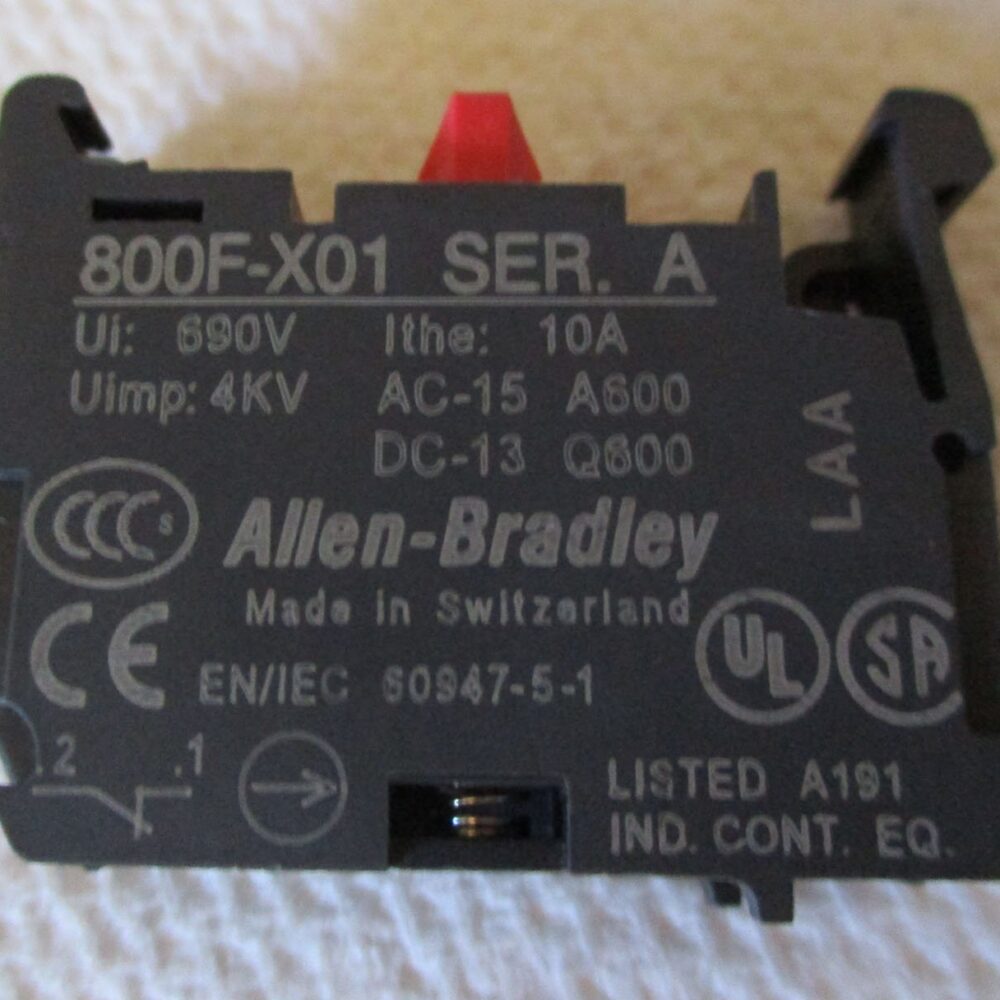 800F-X01 SER. A
Ui: 690V Ithe: 10A
Uimp: 4KV AC-15 A600
DC-13 Q600
LAA
CCC S
Allen-Bradley
Made in Switzerland
CE EN/IEC 60947-5-1
UL SA
.2 .1
LISTED A191
IND. CONT. EQ.